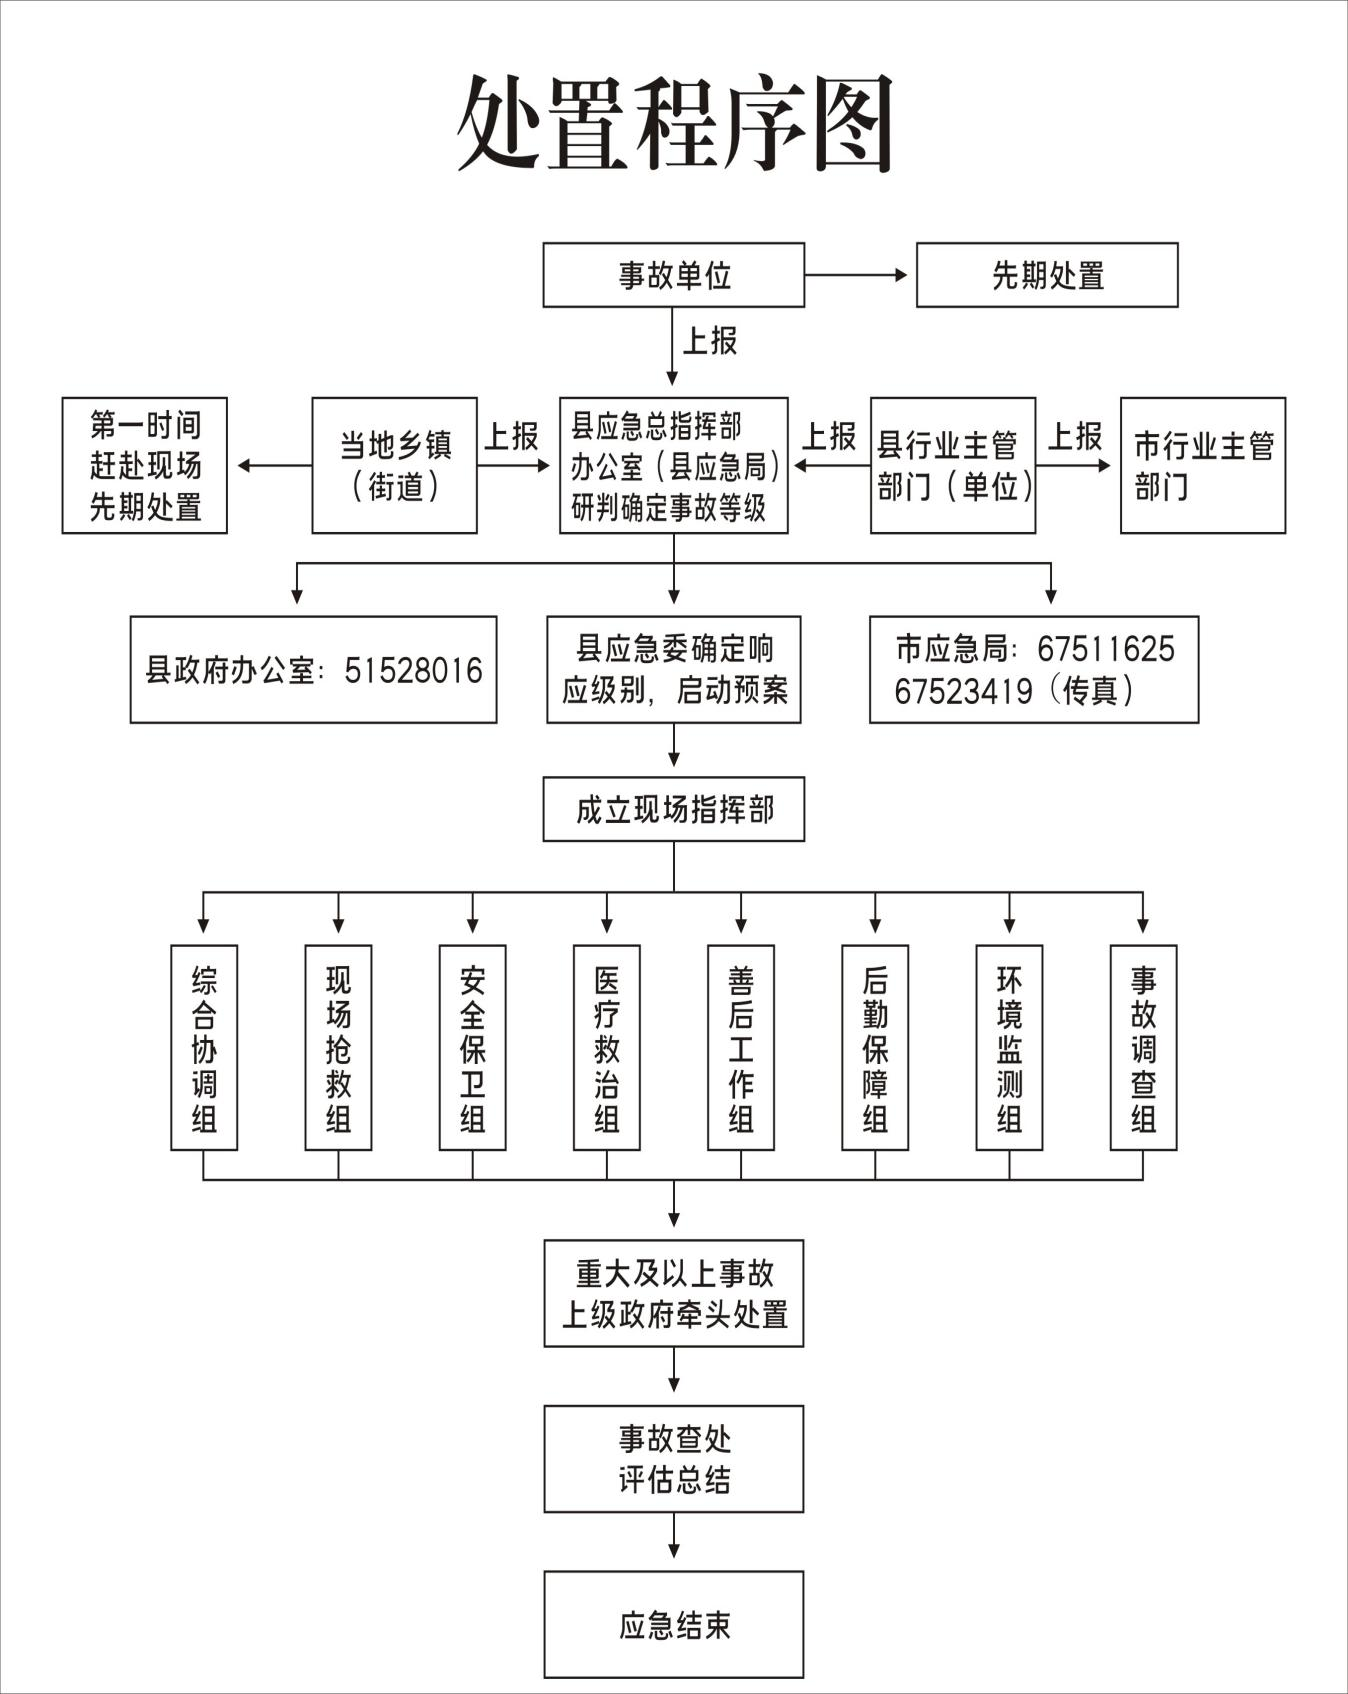 处置程序图
事故单位
先期处置
上报
第一时间
赶赴现场
先期处置
当地乡镇
（街道）
上报
县应急总指挥部
办公室（县应急局）
研判确定事故等级
上报
县行业主管
部门（单位）
上报
市行业主管
部门
县政府办公室：51528016
县应急委确定响
应级别，启动预案
市应急局：67511625
67523419（传真）
成立现场指挥部
综合协调组
现场抢救组
安全保卫组
医疗救治组
善后工作组
后勤保障组
环境监测组
事故调查组
重大及以上事故
上级政府牵头处置
事故查处
评估总结
应急结束